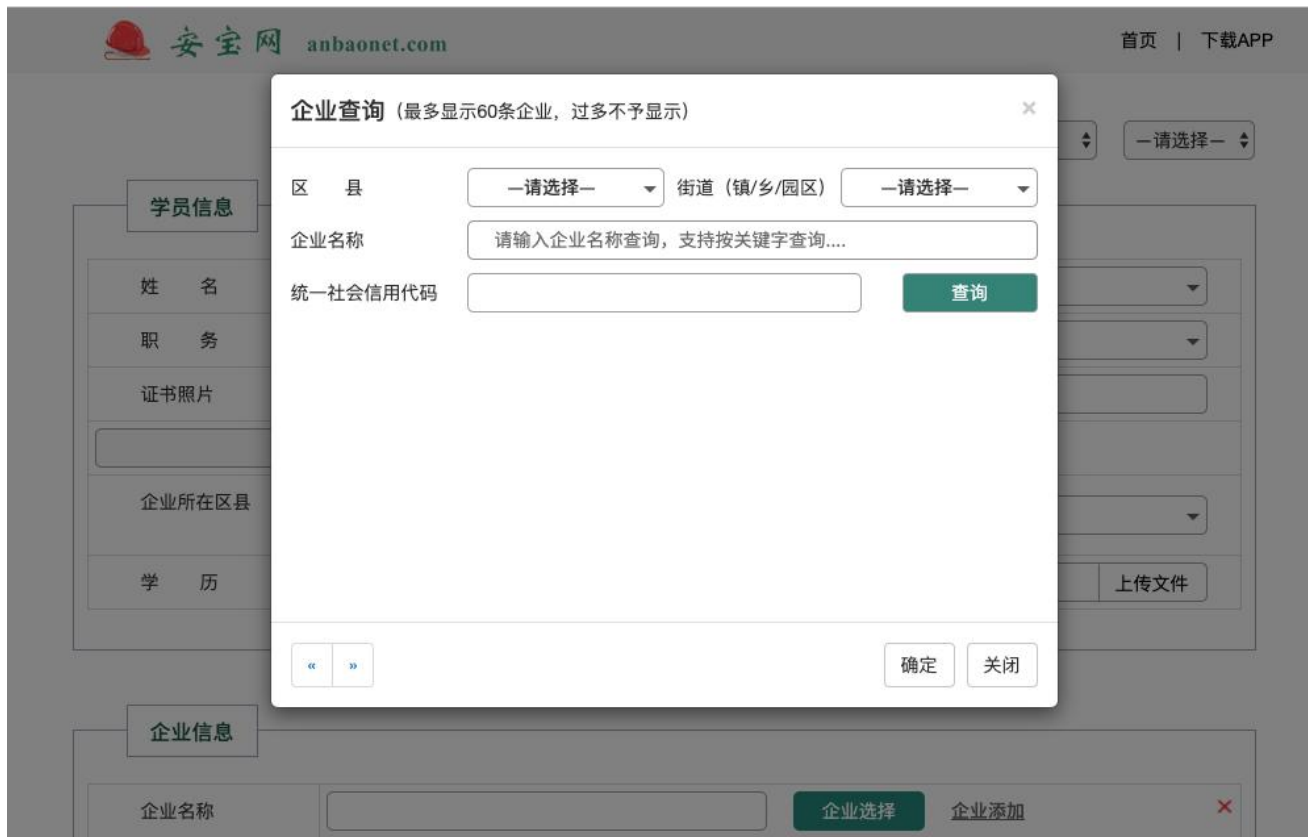 安宝网 anbaonet.com 首页 | 下载APP
企业查询（最多显示60条企业，过多不予显示） ×
—请选择—
区 县 —请选择— 街道（镇/乡/园区） —请选择—
学员信息
企业名称 请输入企业名称查询，支持按关键字查询....
姓 名
统一社会信用代码 查询
职 务
证书照片
企业所在区县
学 历 上传文件
« » 确定 关闭
企业信息
企业名称 企业选择 企业添加 ×